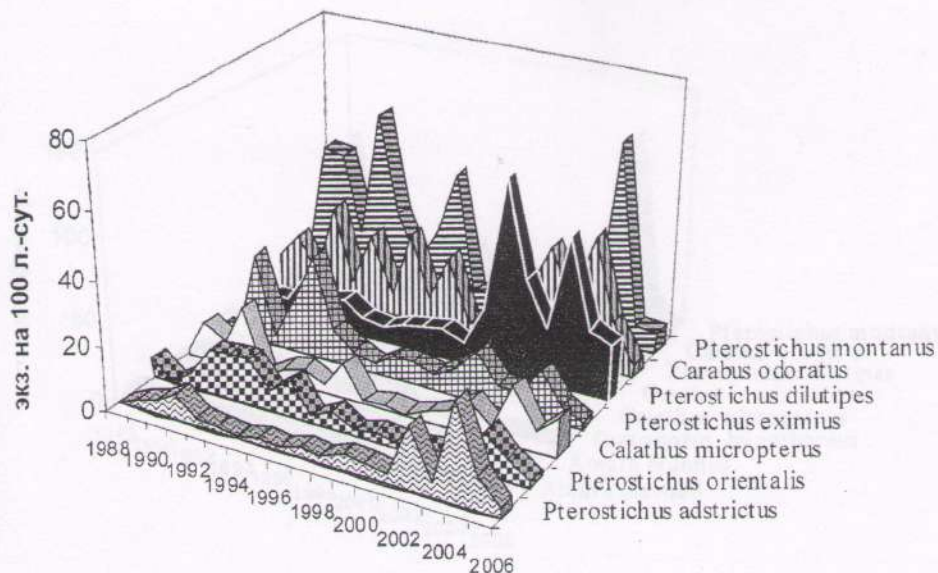 экз. на 100 л.-сут.
80
60
40
20
0
1988
1990
1992
1994
1996
1998
2000
2002
2004
2006
Pterostichus montanus
Carabus odoratus
Pterostichus dilutipes
Pterostichus eximius
Calathus micropterus
Pterostichus orientalis
Pterostichus adstrictus